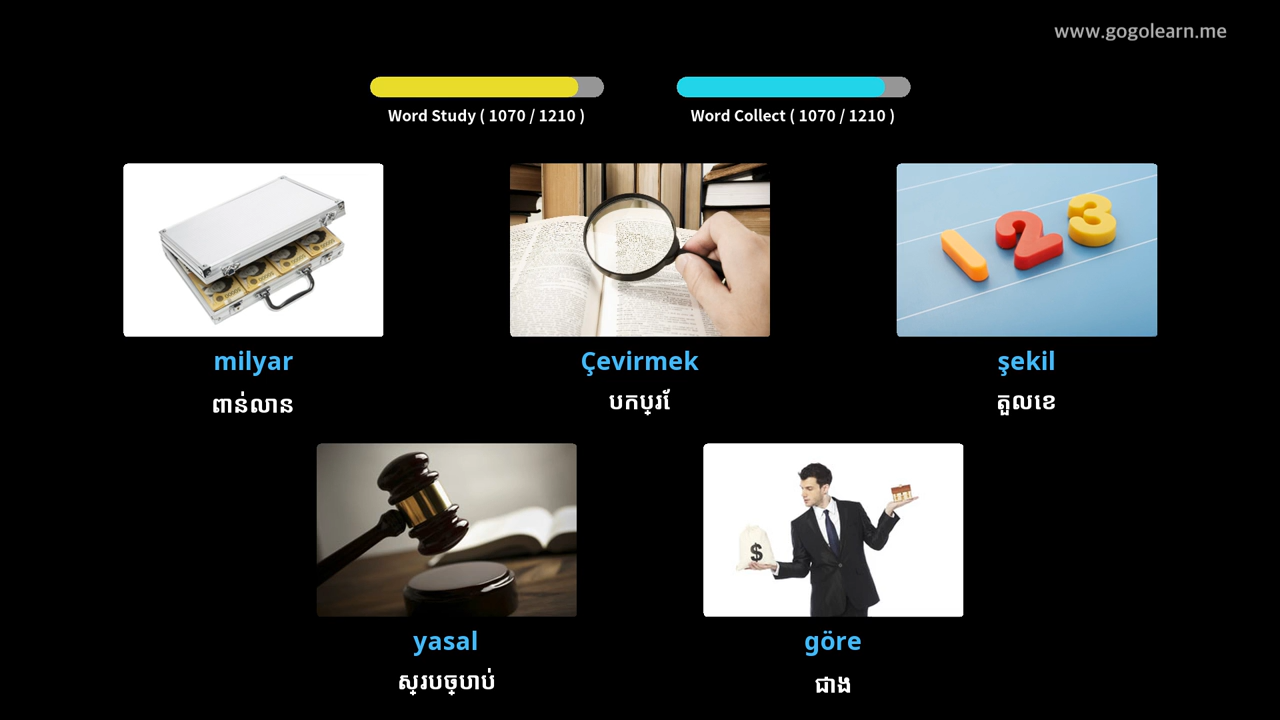 www.gogolearn.me
Word Study ( 1070 / 1210 )
Word Collect ( 1070 / 1210 )
milyar
Çevirmek
şekil
ពាន់លាន
បកប្រែ
តួលេខ
yasal
göre
ស្របច្បាប់
ជាង